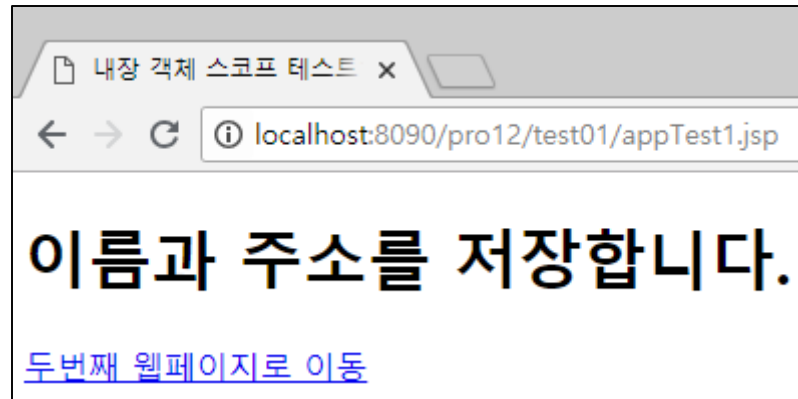 내장 객체 스코프 테스트
localhost:8090/pro12/test01/appTest1.jsp
이름과 주소를 저장합니다.
두번째 웹페이지로 이동